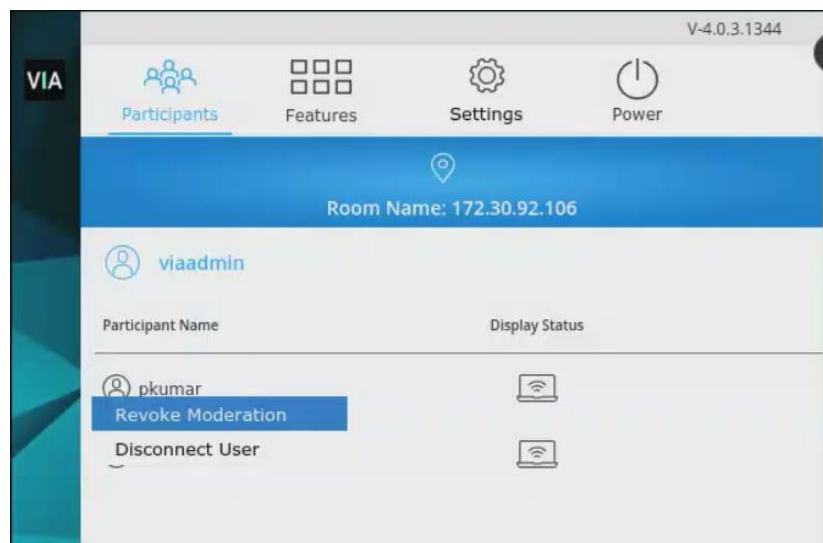 V-4.0.3.1344
VIA
Participants Features Settings Power
Room Name: 172.30.92.106
viaadmin
Participant Name Display Status
pkumar
Revoke Moderation
Disconnect User